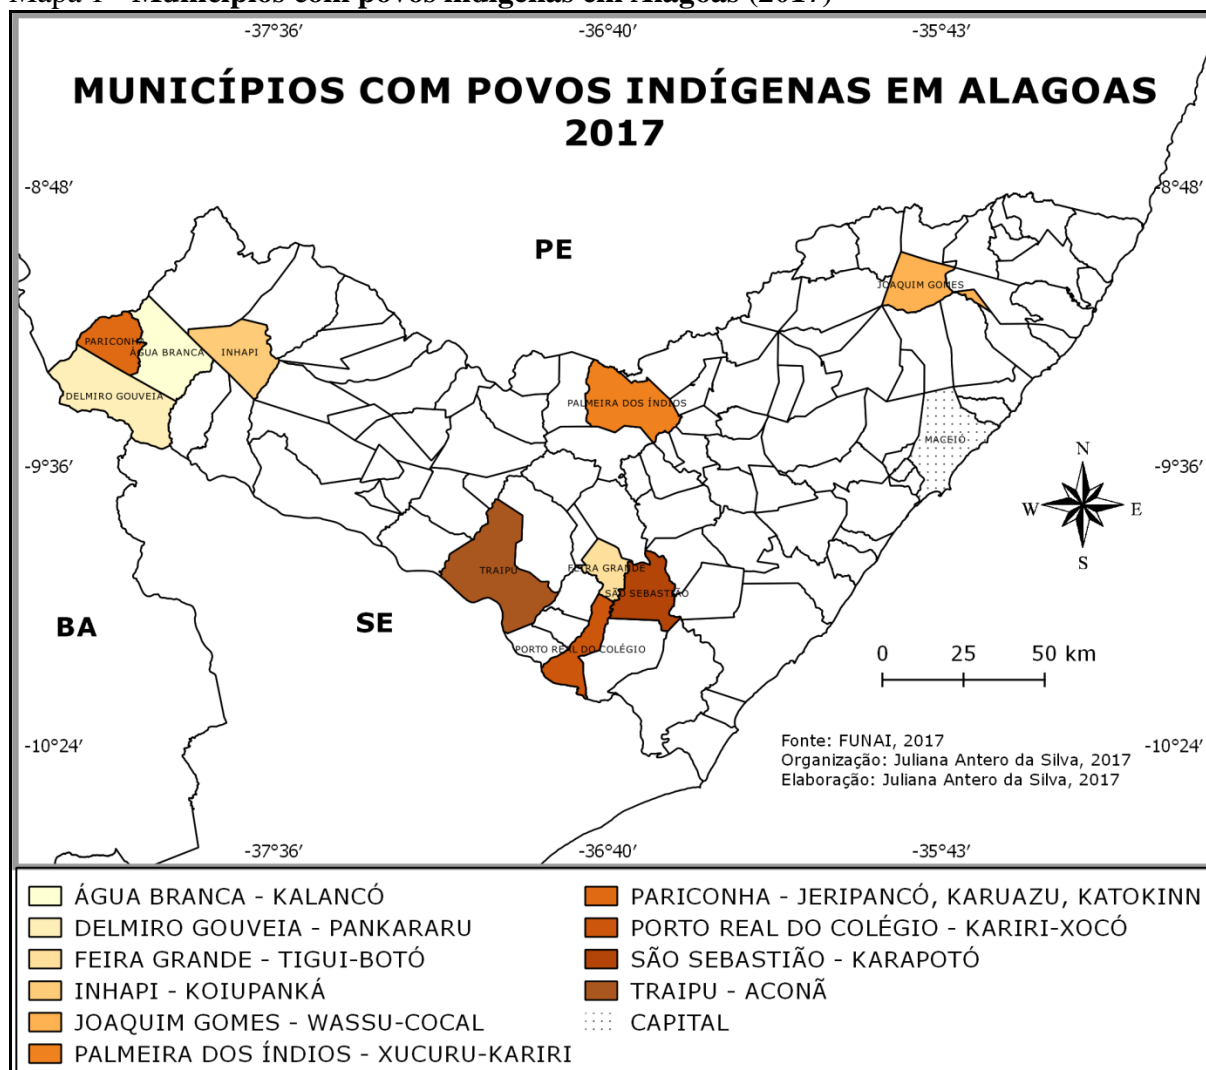 Mapa 1 - Municípios com povos indígenas em Alagoas (2017)
-37°36′ -36°40′ -35°43′
MUNICÍPIOS COM POVOS INDÍGENAS EM ALAGOAS
2017
-8°48′ -8°48′
PE
JOAQUIM GOMES
PARICONHA
ÁGUA BRANCA
INHAPI
DELMIRO GOUVEIA
PALMEIRA DOS ÍNDIOS
MACEIÓ
-9°36′ -9°36′
N
W E
S
TRAIPU
FEIRA GRANDE
SÃO SEBASTIÃO
BA
SE
PORTO REAL DO COLÉGIO
0 25 50 km
Fonte: FUNAI, 2017
Organização: Juliana Antero da Silva, 2017
Elaboração: Juliana Antero da Silva, 2017
-10°24′ -10°24′
-37°36′ -36°40′ -35°43′
ÁGUA BRANCA - KALANCÓ
DELMIRO GOUVEIA - PANKARARU
FEIRA GRANDE - TIGUI-BOTÓ
INHAPI - KOIUPANKÁ
JOAQUIM GOMES - WASSU-COCAL
PALMEIRA DOS ÍNDIOS - XUCURU-KARIRI
PARICONHA - JERIPANCÓ, KARUAZU, KATOKINN
PORTO REAL DO COLÉGIO - KARIRI-XOCÓ
SÃO SEBASTIÃO - KARAPOTÓ
TRAIPU - ACONÃ
CAPITAL